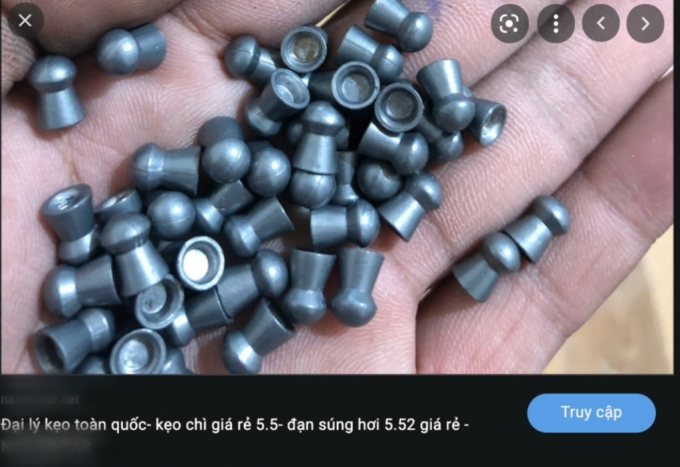 Đại lý kẹo toàn quốc- kẹo chì giá rẻ 5.5- đạn súng hơi 5.52 giá rẻ -
Truy cập